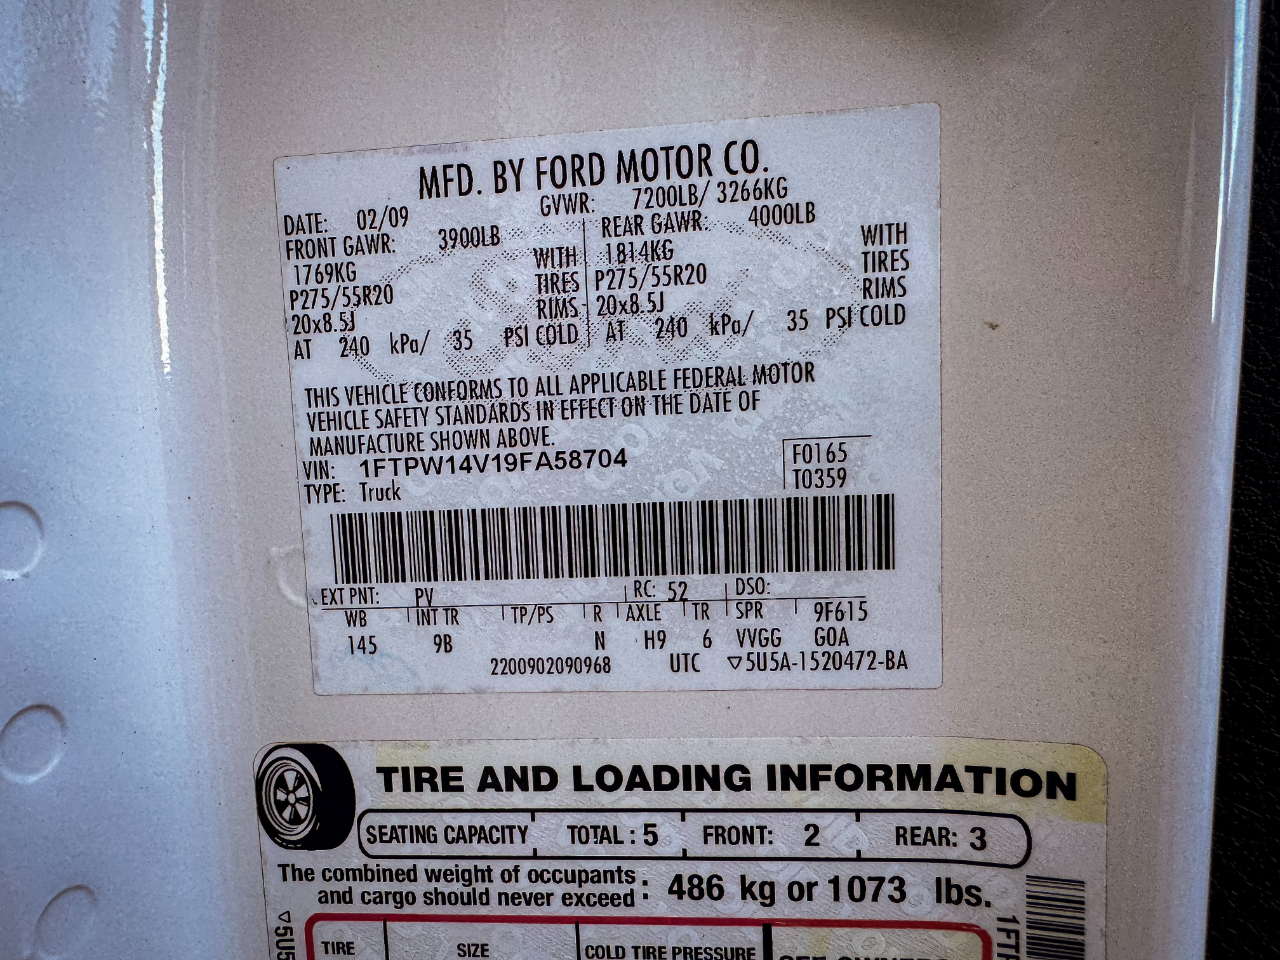 MFD. BY FORD MOTOR CO.
DATE: 02/09 GVWR: 7200LB/ 3266KG
FRONT GAWR: 3900LB REAR GAWR: 4000LB
1769KG WITH 1814KG WITH
P275/55R20 TIRES P275/55R20 TIRES
20x8.5J RIMS 20x8.5J RIMS
AT 240 kPa/ 35 PSI COLD AT 240 kPa/ 35 PSI COLD
THIS VEHICLE CONFORMS TO ALL APPLICABLE FEDERAL MOTOR
VEHICLE SAFETY STANDARDS IN EFFECT ON THE DATE OF
MANUFACTURE SHOWN ABOVE.
VIN: 1FTPW14V19FA58704 F0165
TYPE: Truck T0359
EXT PNT: PV RC: 52 DSO:
WB INT TR TP/PS R AXLE TR SPR 9F615
145 9B N H9 6 VVGG GOA
2200902090968 UTC ▽5U5A-1520472-BA
TIRE AND LOADING INFORMATION
SEATING CAPACITY TOTAL : 5 FRONT: 2 REAR: 3
The combined weight of occupants
and cargo should never exceed : 486 kg or 1073 lbs.
TIRE SIZE COLD TIRE PRESSURE